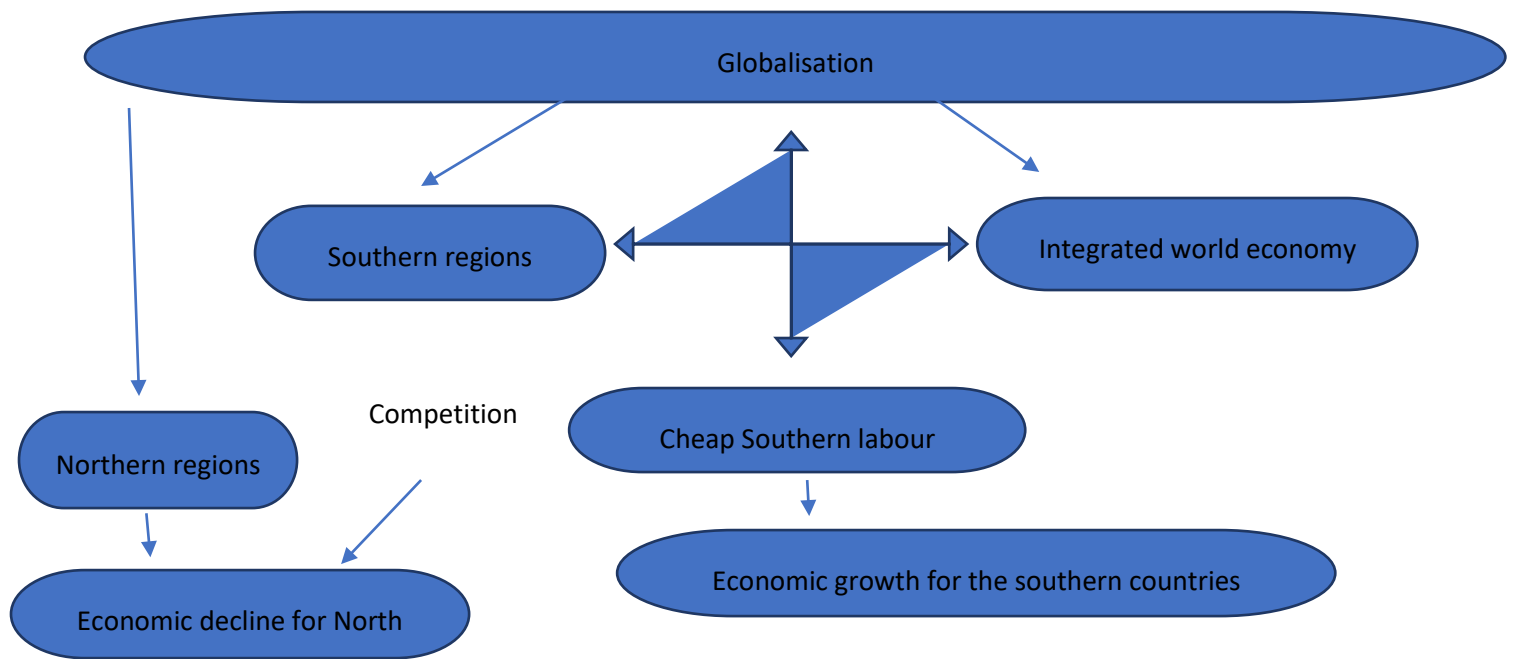 Globalisation
Southern regions
Integrated world economy
Competition
Cheap Southern labour
Northern regions
Economic growth for the southern countries
Economic decline for North